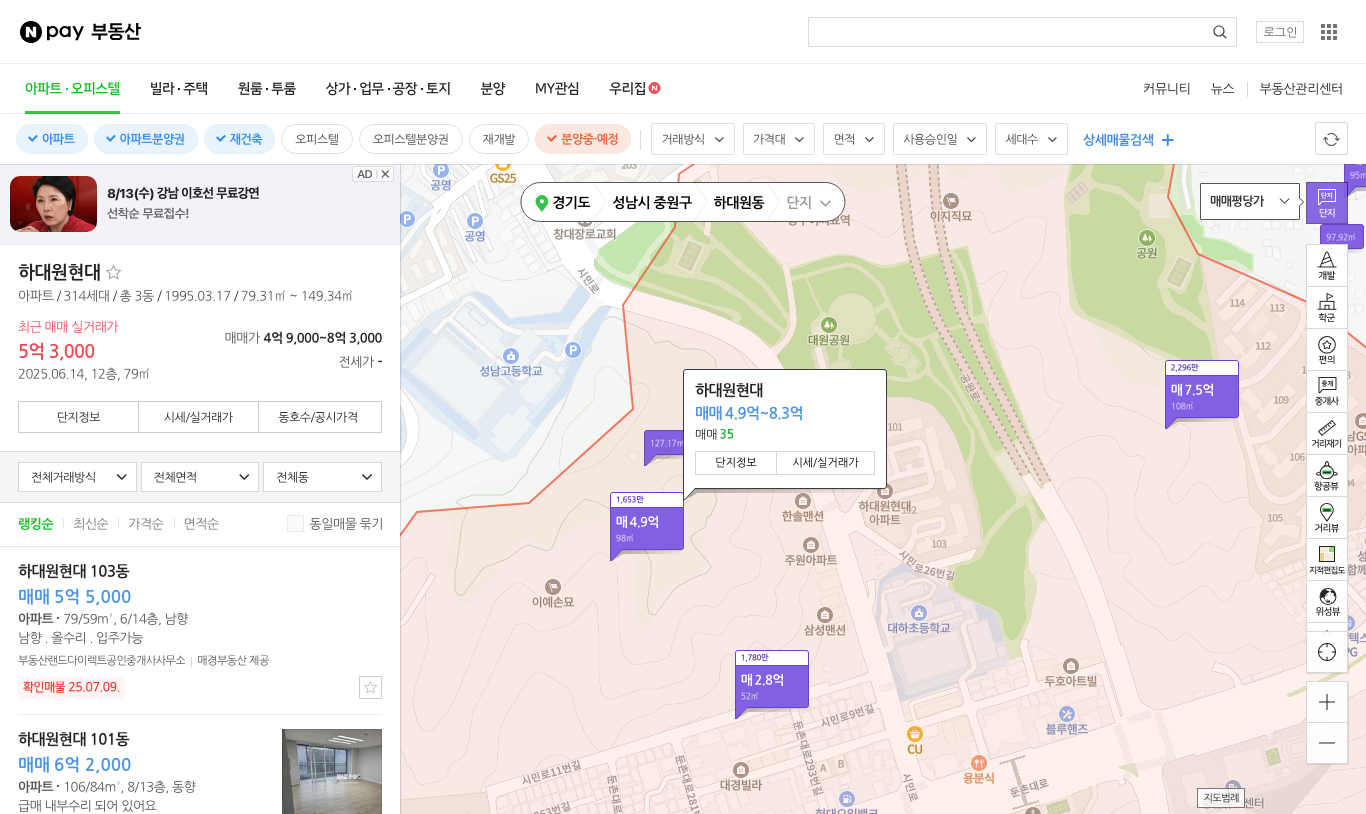 N pay 부동산
로그인
아파트·오피스텔 빌라·주택 원룸·투룸 상가·업무·공장·토지 분양 MY관심 우리집 N
커뮤니티 뉴스 부동산관리센터
아파트 아파트분양권 재건축 오피스텔 오피스텔분양권 재개발 분양중·예정 거래방식 가격대 면적 사용승인일 세대수 상세매물검색
AD
8/13(수) 강남 이호선 무료강연
선착순 무료접수!
하대원현대
아파트 / 314세대 / 총 3동 / 1995.03.17 / 79.31㎡ ~ 149.34㎡
최근 매매 실거래가
5억 3,000
2025.06.14, 12층, 79㎡
매매가 4억 9,000~8억 3,000
전세가 -
단지정보 시세/실거래가 동호수/공시가격
전체거래방식 전체면적 전체동
랭킹순 최신순 가격순 면적순 동일매물 묶기
하대원현대 103동
매매 5억 5,000
아파트 · 79/59m², 6/14층, 남향
남향 . 올수리 . 입주가능
부동산랜드다이렉트공인중개사사무소 매경부동산 제공
확인매물 25.07.09.
하대원현대 101동
매매 6억 2,000
아파트 · 106/84m², 8/13층, 동향
급매 내부수리 되어 있어요
경기도 성남시 중원구 하대원동 단지
매매평당가
단지
단지
95㎡
97.92㎡
개발
학군
편의
중개
중개사
거리재기
항공뷰
거리뷰
지적편집도
위성뷰
지도범례
P
공영
GS25
203
P
P
공영
창대장로교회
이지직묘
공원
시민로
대원공원
성남고등학교
P
공원로
114
113
112
109
106
105
101
103
2,296만
매 7.5억
108㎡
하대원현대
매매 4.9억~8.3억
매매 35
단지정보 시세/실거래가
127.17㎡
1,653만
매 4.9억
98㎡
한솔맨션
하대원현대
아파트
주원아파트
시민로26번길
이예손묘
삼성맨션
대하초등학교
1,780만
매 2.8억
52㎡
두호아트빌
시민로9번길
블루핸즈
CU
둔촌대로293번길
A
B
용분식
시민로11번길
대경빌라
둔촌대로281번길
시민로
둔촌대로
현대오일뱅크